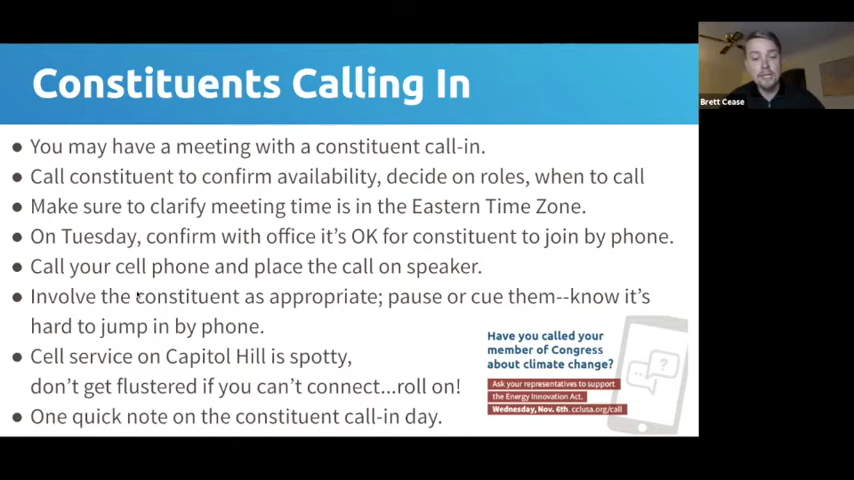 Constituents Calling In
Brett Cease
● You may have a meeting with a constituent call-in.
● Call constituent to confirm availability, decide on roles, when to call
● Make sure to clarify meeting time is in the Eastern Time Zone.
● On Tuesday, confirm with office it's OK for constituent to join by phone.
● Call your cell phone and place the call on speaker.
● Involve the constituent as appropriate; pause or cue them--know it's
hard to jump in by phone.
● Cell service on Capitol Hill is spotty,
don't get flustered if you can't connect...roll on!
● One quick note on the constituent call-in day.
Have you called your
member of Congress
about climate change?
Ask your representatives to support
the Energy Innovation Act.
Wednesday, Nov. 6th. cclusa.org/call